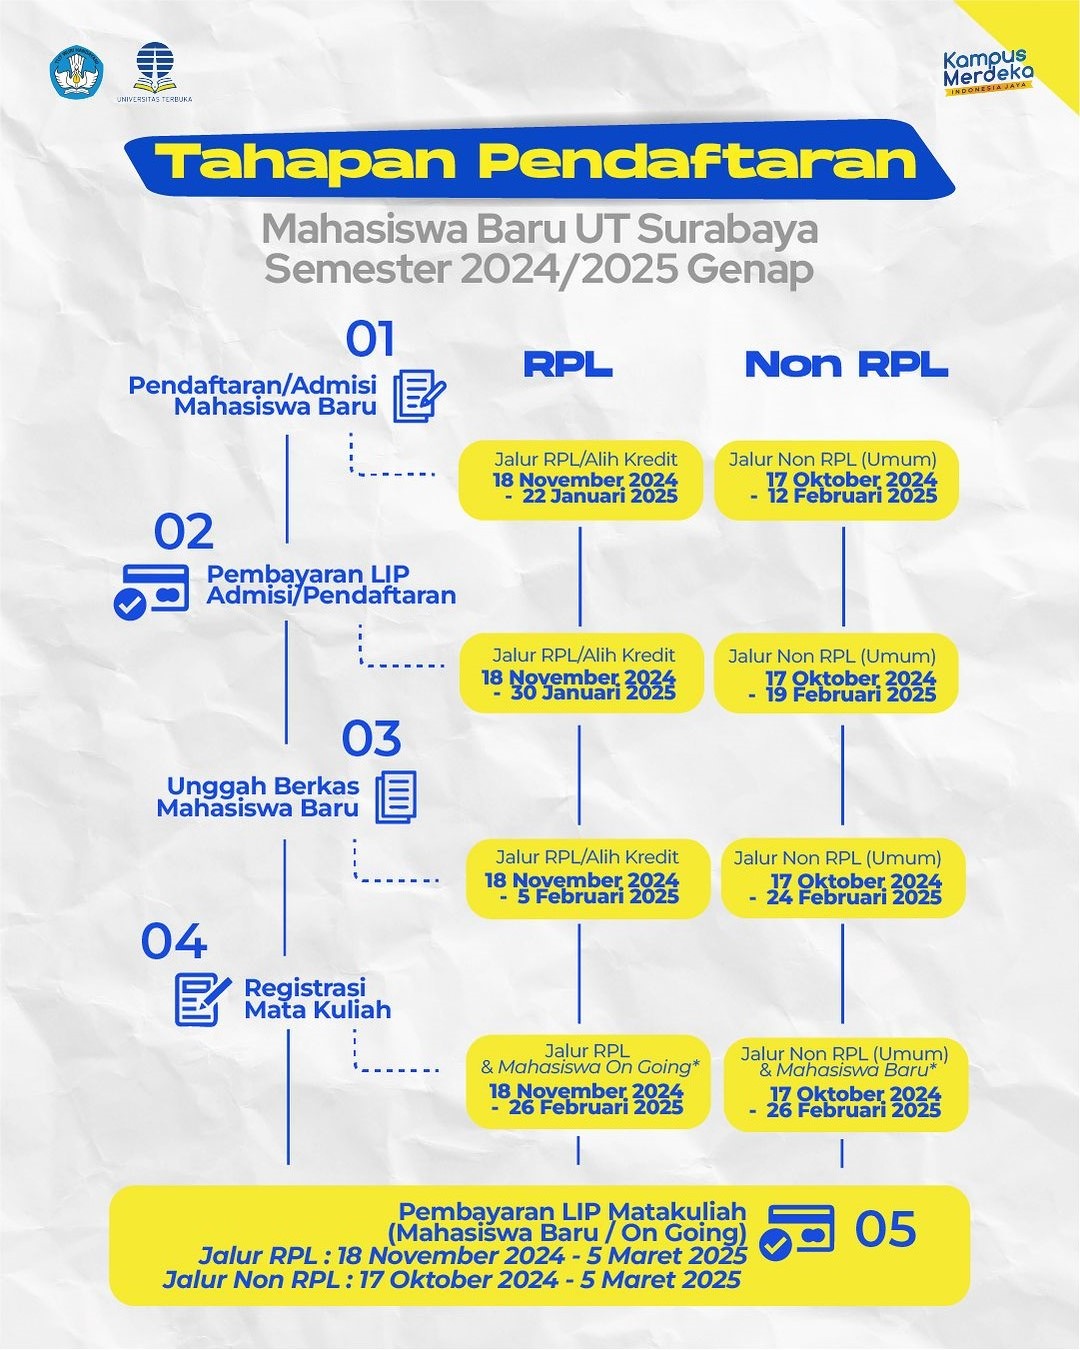 TUT WURI HANDAYANI
UNIVERSITAS TERBUKA
Kampus
Merdeka
INDONESIA JAYA
Tahapan Pendaftaran
Mahasiswa Baru UT Surabaya
Semester 2024/2025 Genap
01
Pendaftaran/Admisi
Mahasiswa Baru
RPL
Non RPL
Jalur RPL/Alih Kredit
18 November 2024
- 22 Januari 2025
Jalur Non RPL (Umum)
17 Oktober 2024
- 12 Februari 2025
02
Pembayaran LIP
Admisi/Pendaftaran
Jalur RPL/Alih Kredit
18 November 2024
- 30 Januari 2025
Jalur Non RPL (Umum)
17 Oktober 2024
- 19 Februari 2025
03
Unggah Berkas
Mahasiswa Baru
Jalur RPL/Alih Kredit
18 November 2024
- 5 Februari 2025
Jalur Non RPL (Umum)
17 Oktober 2024
- 24 Februari 2025
04
Registrasi
Mata Kuliah
Jalur RPL
& Mahasiswa On Going*
18 November 2024
- 26 Februari 2025
Jalur Non RPL (Umum)
& Mahasiswa Baru*
17 Oktober 2024
- 26 Februari 2025
Pembayaran LIP Matakuliah
(Mahasiswa Baru / On Going)
Jalur RPL : 18 November 2024 - 5 Maret 2025
Jalur Non RPL : 17 Oktober 2024 - 5 Maret 2025
05